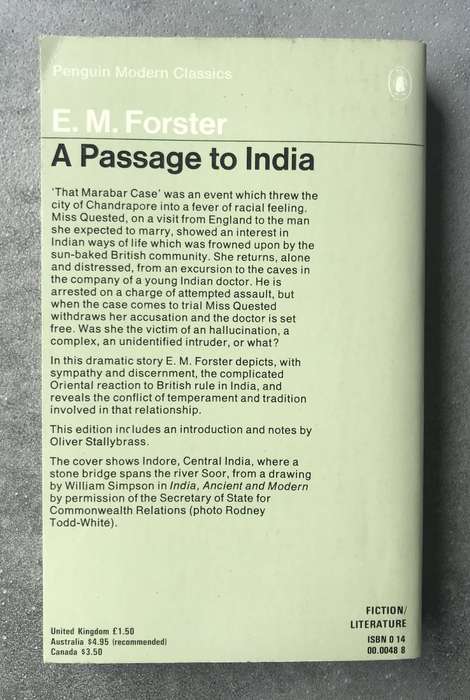 Penguin Modern Classics
E. M. Forster
A Passage to India
'That Marabar Case' was an event which threw the
city of Chandrapore into a fever of racial feeling.
Miss Quested, on a visit from England to the man
she expected to marry, showed an interest in
Indian ways of life which was frowned upon by the
sun-baked British community. She returns, alone
and distressed, from an excursion to the caves in
the company of a young Indian doctor. He is
arrested on a charge of attempted assault, but
when the case comes to trial Miss Quested
withdraws her accusation and the doctor is set
free. Was she the victim of an hallucination, a
complex, an unidentified intruder, or what?
In this dramatic story E. M. Forster depicts, with
sympathy and discernment, the complicated
Oriental reaction to British rule in India, and
reveals the conflict of temperament and tradition
involved in that relationship.
This edition includes an introduction and notes by
Oliver Stallybrass.
The cover shows Indore, Central India, where a
stone bridge spans the river Soor, from a drawing
by William Simpson in India, Ancient and Modern
by permission of the Secretary of State for
Commonwealth Relations (photo Rodney
Todd-White).
United Kingdom £1.50
Australia $4.95 (recommended)
Canada $3.50
FICTION/
LITERATURE
ISBN 0 14
00.0048 8